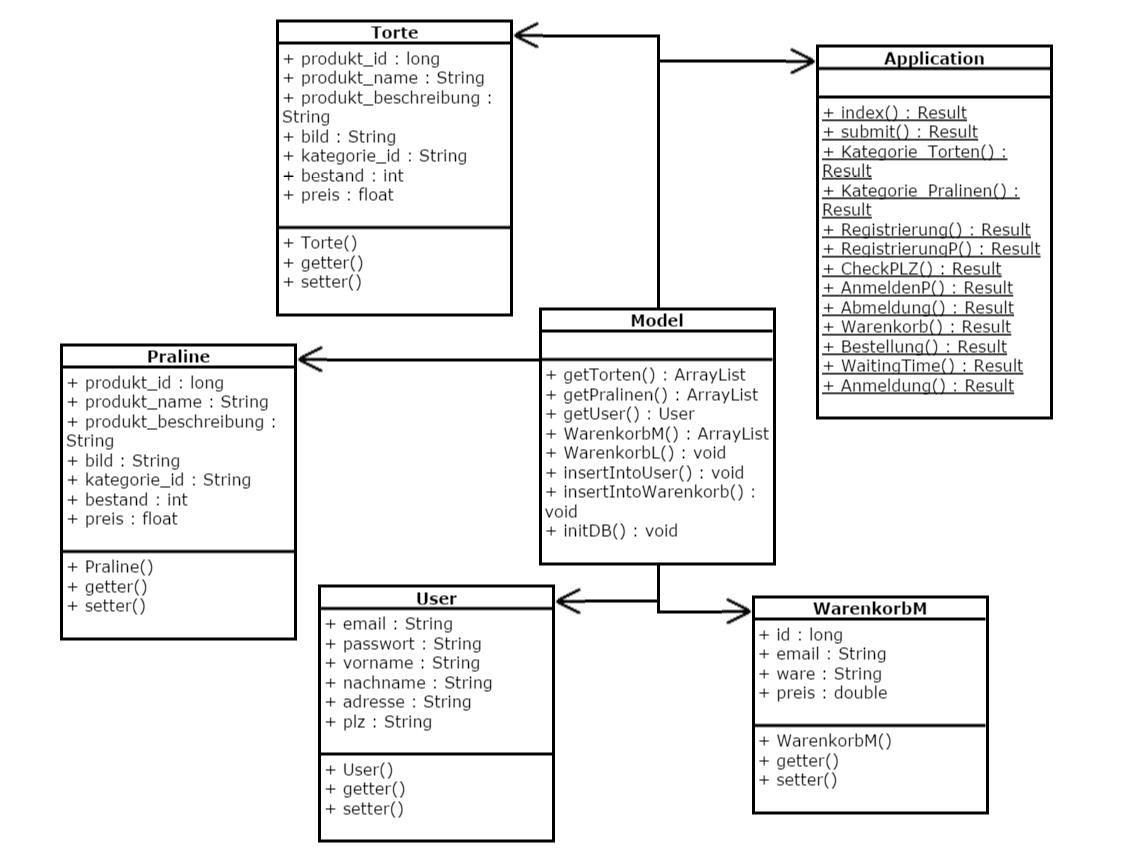 Torte
+ produkt_id : long
+ produkt_name : String
+ produkt_beschreibung :
String
+ bild : String
+ kategorie_id : String
+ bestand : int
+ preis : float
+ Torte()
+ getter()
+ setter()
Application
+ index() : Result
+ submit() : Result
+ Kategorie_Torten() :
Result
+ Kategorie_Pralinen() :
Result
+ Registrierung() : Result
+ RegistrierungP() : Result
+ CheckPLZ() : Result
+ AnmeldenP() : Result
+ Abmeldung() : Result
+ Warenkorb() : Result
+ Bestellung() : Result
+ WaitingTime() : Result
+ Anmeldung() : Result
Model
+ getTorten() : ArrayList
+ getPralinen() : ArrayList
+ getUser() : User
+ WarenkorbM() : ArrayList
+ WarenkorbL() : void
+ insertIntoUser() : void
+ insertIntoWarenkorb() :
void
+ initDB() : void
Praline
+ produkt_id : long
+ produkt_name : String
+ produkt_beschreibung :
String
+ bild : String
+ kategorie_id : String
+ bestand : int
+ preis : float
+ Praline()
+ getter()
+ setter()
User
+ email : String
+ passwort : String
+ vorname : String
+ nachname : String
+ adresse : String
+ plz : String
+ User()
+ getter()
+ setter()
WarenkorbM
+ id : long
+ email : String
+ ware : String
+ preis : double
+ WarenkorbM()
+ getter()
+ setter()